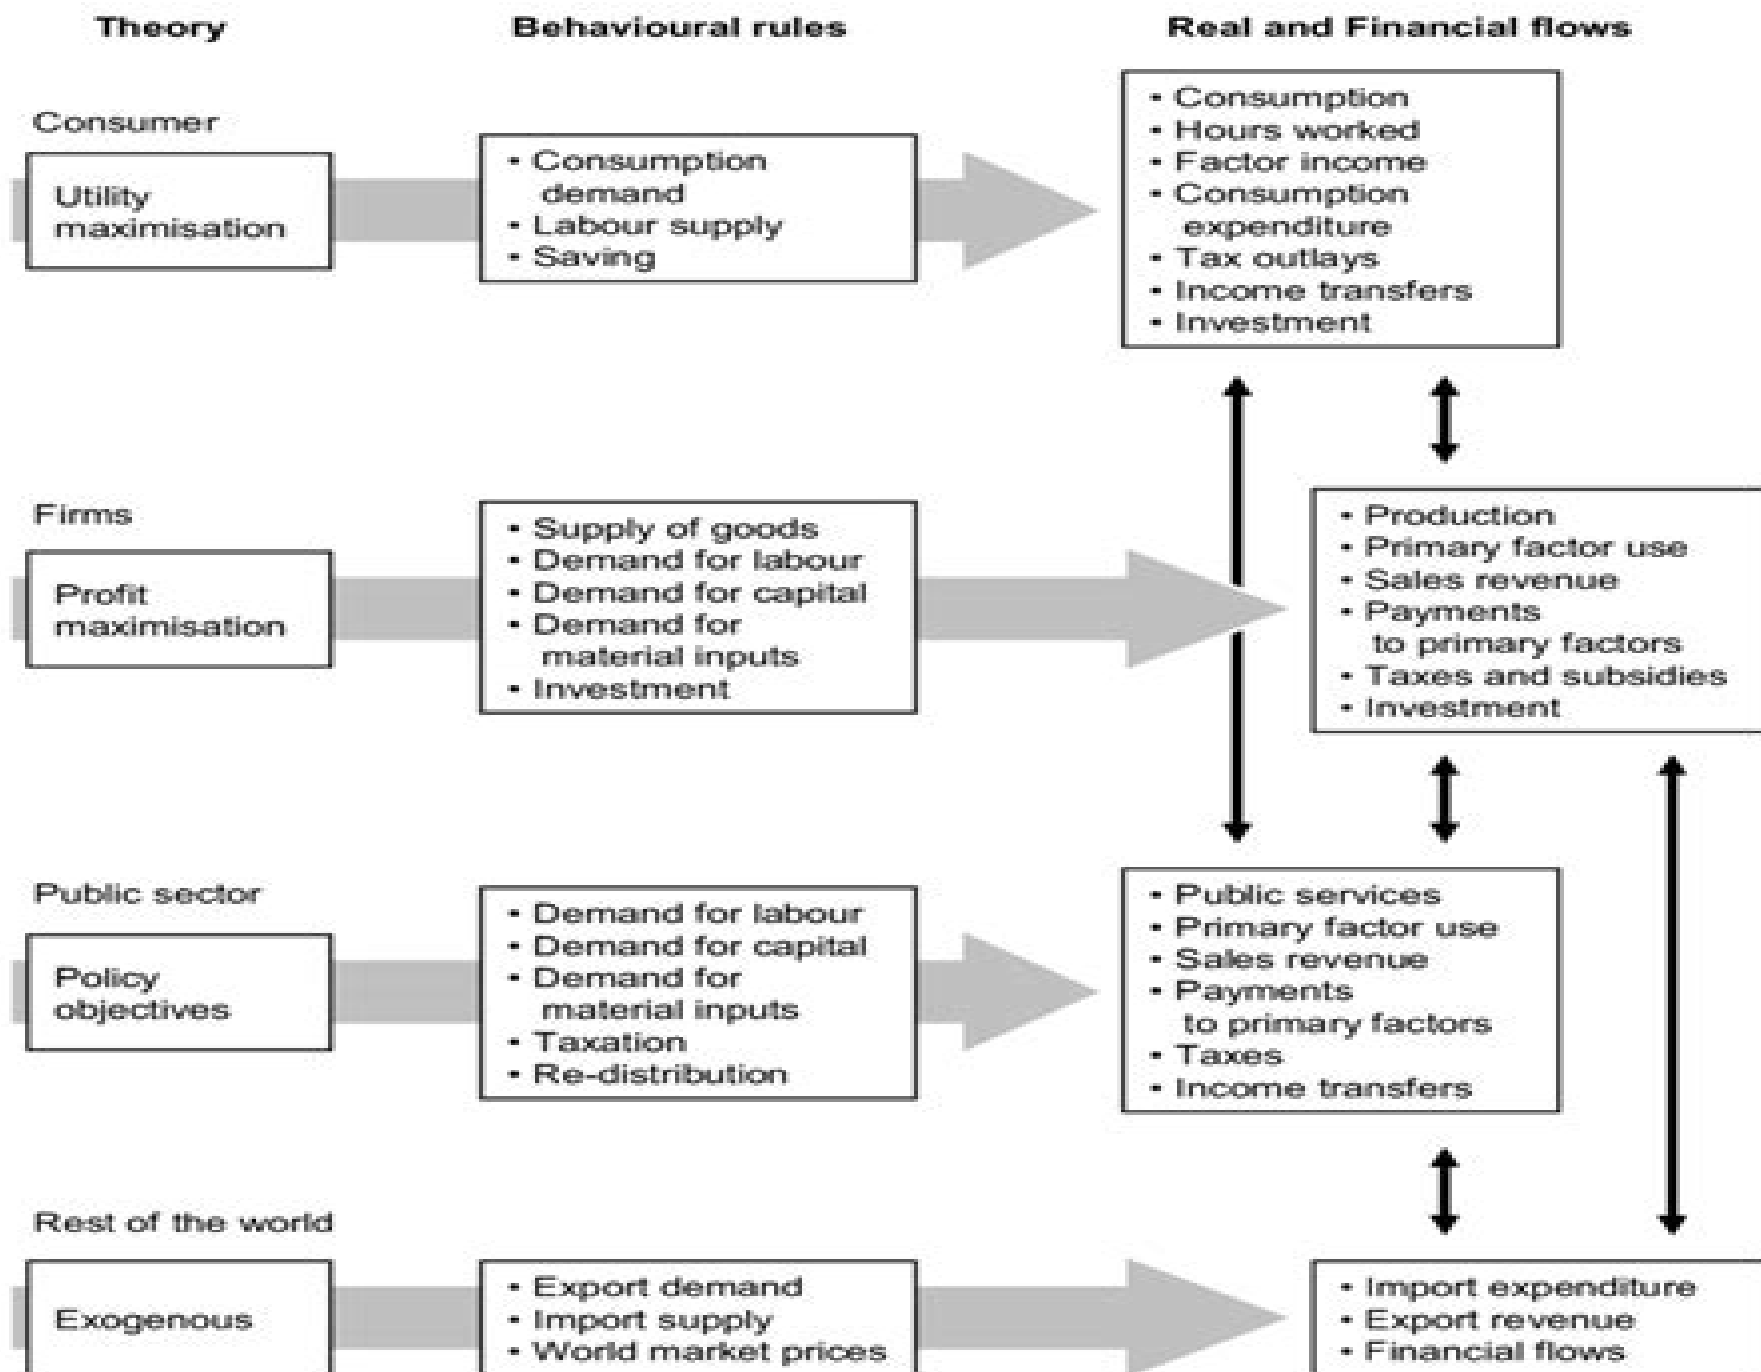 Theory Behavioural rules Real and Financial flows
Consumer
Utility
maximisation
• Consumption
demand
• Labour supply
• Saving
• Consumption
• Hours worked
• Factor income
• Consumption
expenditure
• Tax outlays
• Income transfers
• Investment
Firms
Profit
maximisation
• Supply of goods
• Demand for labour
• Demand for capital
• Demand for
material inputs
• Investment
• Production
• Primary factor use
• Sales revenue
• Payments
to primary factors
• Taxes and subsidies
• Investment
Public sector
Policy
objectives
• Demand for labour
• Demand for capital
• Demand for
material inputs
• Taxation
• Re-distribution
• Public services
• Primary factor use
• Sales revenue
• Payments
to primary factors
• Taxes
• Income transfers
Rest of the world
Exogenous
• Export demand
• Import supply
• World market prices
• Import expenditure
• Export revenue
• Financial flows